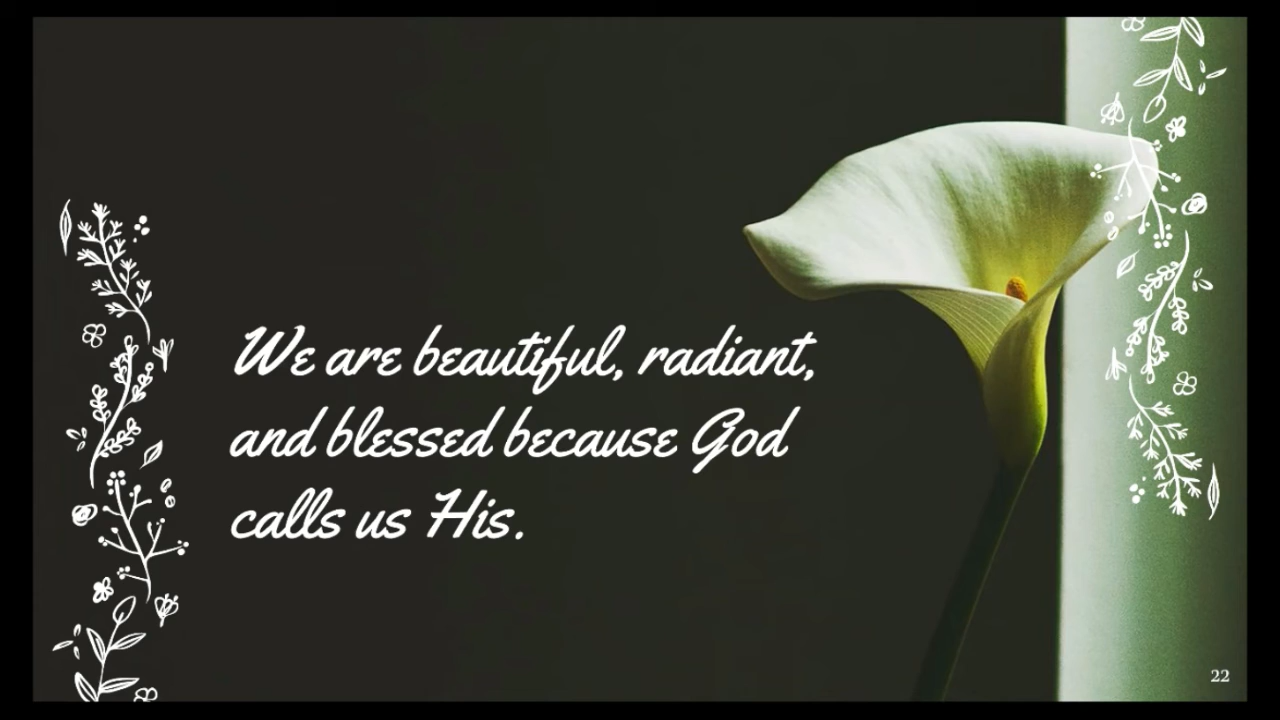 We are beautiful, radiant,
and blessed because God
calls us His.
22